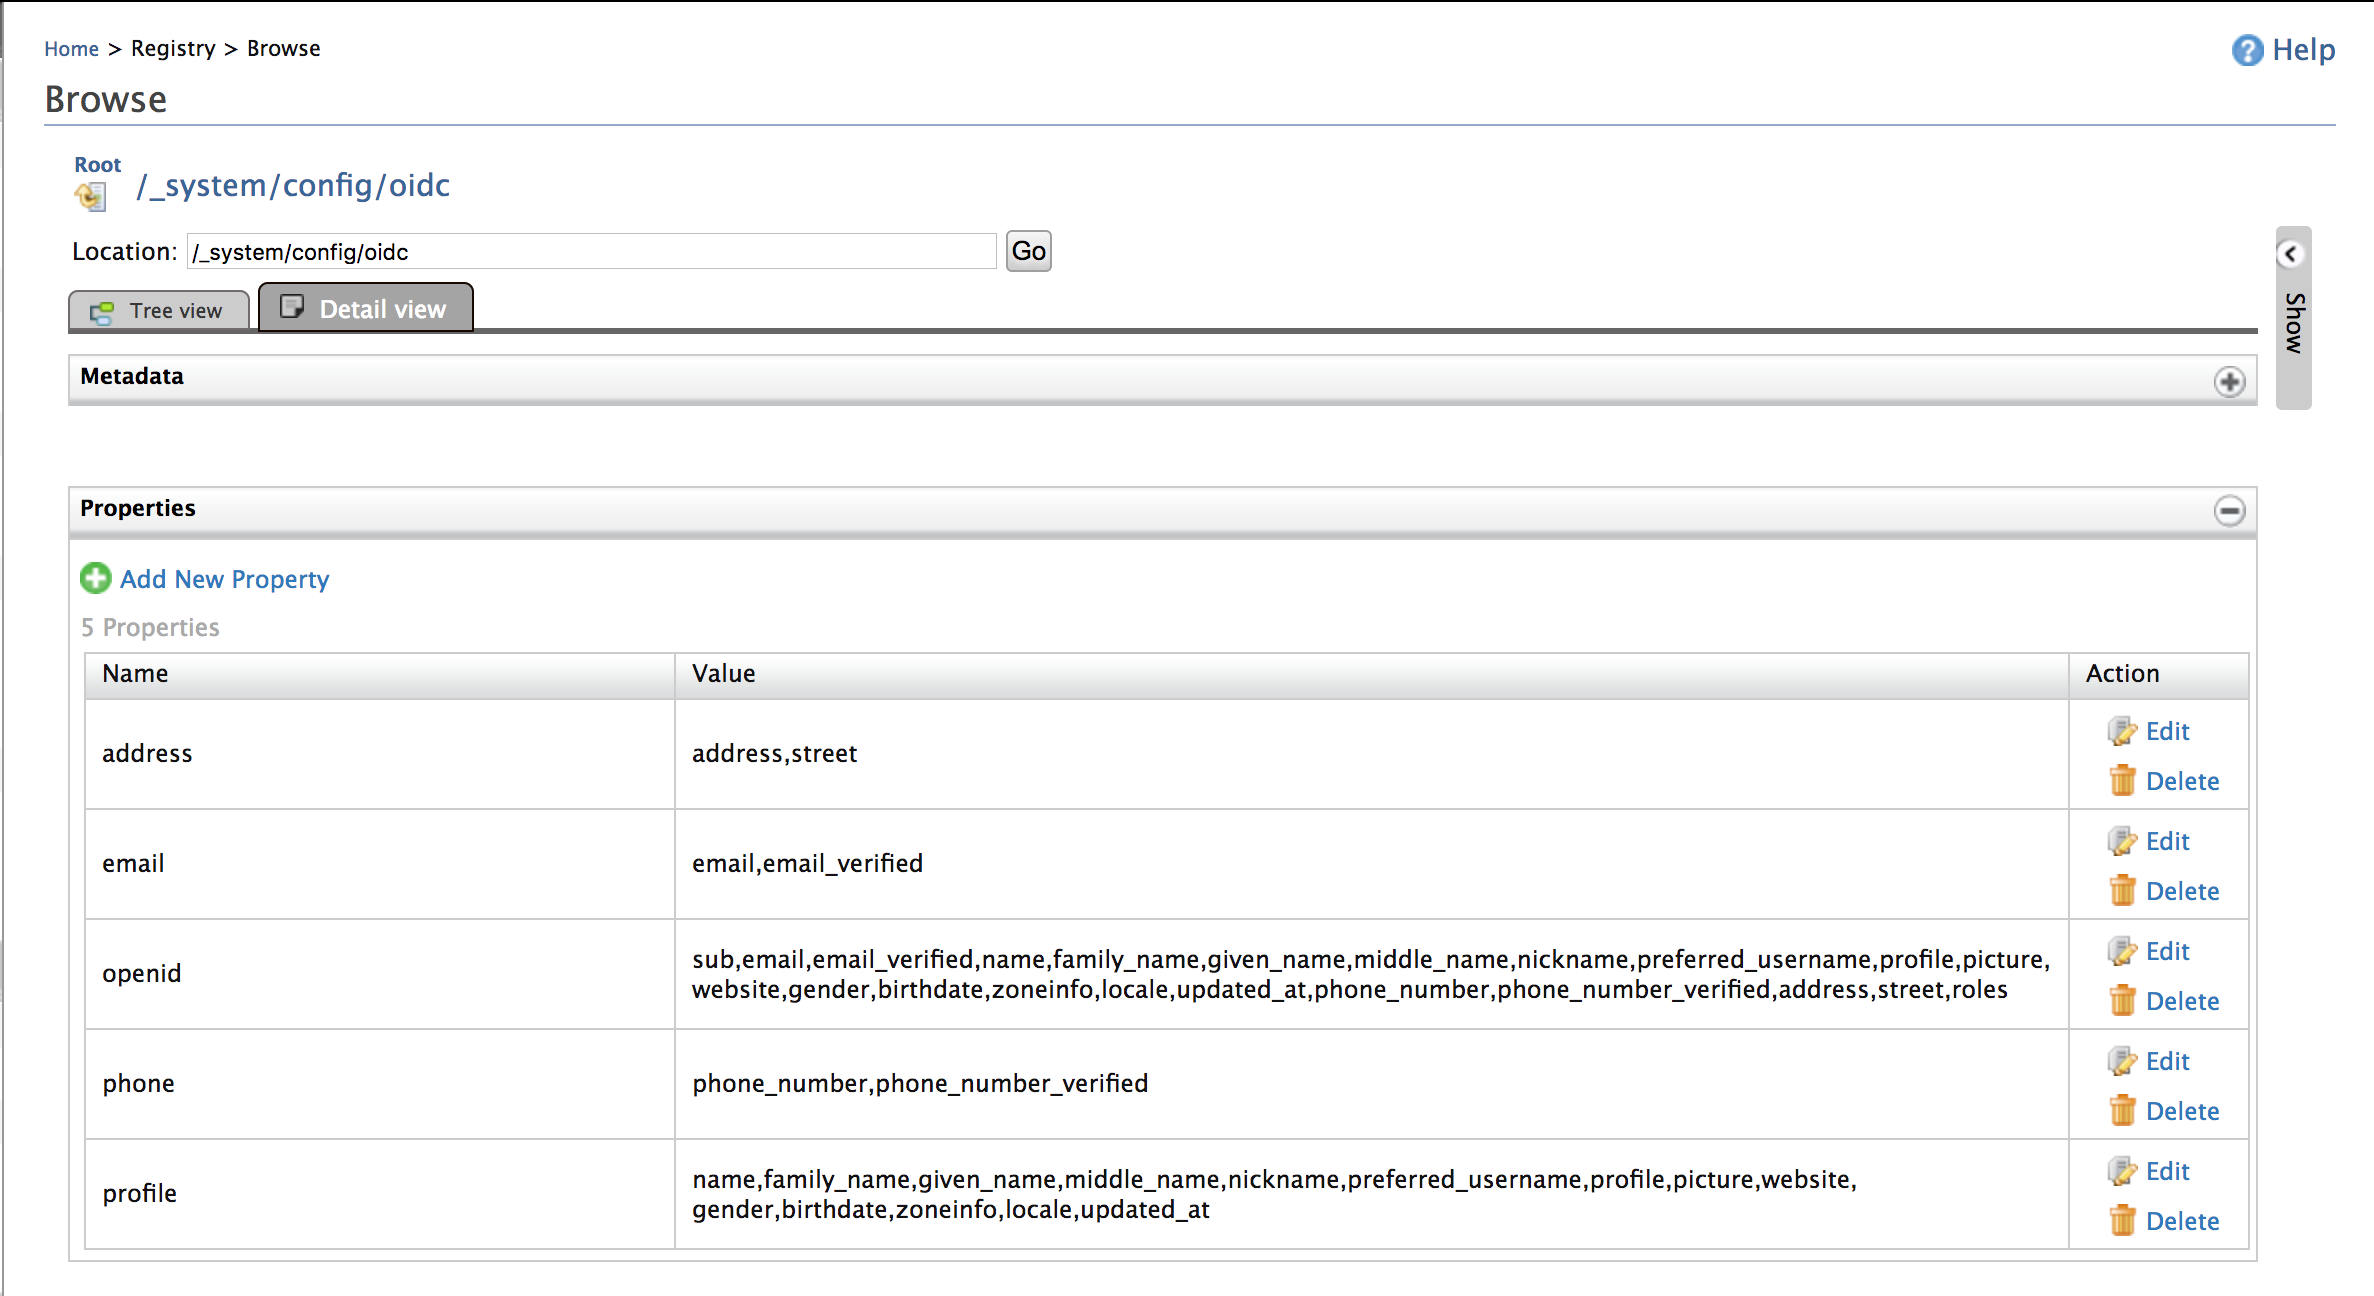 Home > Registry > Browse
Help
Browse
Root
/_system/config/oidc
Location: /_system/config/oidc Go
Tree view Detail view
Show
Metadata
Properties
Add New Property
5 Properties
Name Value Action
address address,street Edit Delete
email email,email_verified Edit Delete
openid sub,email,email_verified,name,family_name,given_name,middle_name,nickname,preferred_username,profile,picture, Edit
website,gender,birthdate,zoneinfo,locale,updated_at,phone_number,phone_number_verified,address,street,roles Delete
phone phone_number,phone_number_verified Edit Delete
profile name,family_name,given_name,middle_name,nickname,preferred_username,profile,picture,website, Edit
gender,birthdate,zoneinfo,locale,updated_at Delete